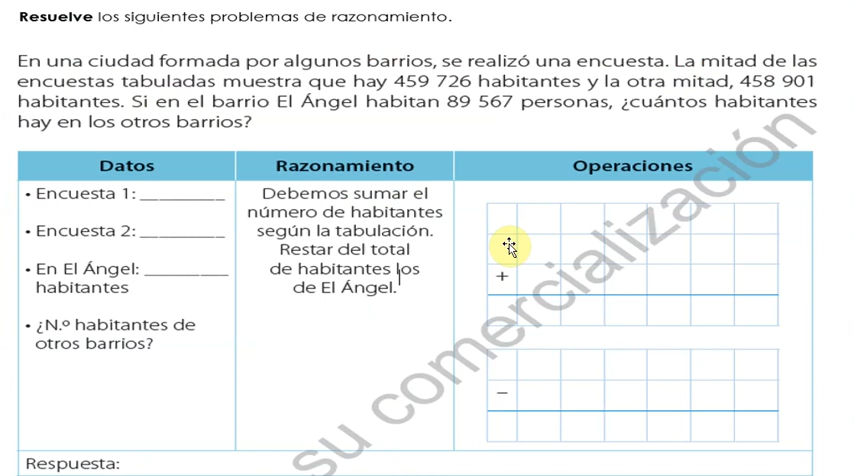 Resuelve los siguientes problemas de razonamiento.
En una ciudad formada por algunos barrios, se realizó una encuesta. La mitad de las
encuestas tabuladas muestra que hay 459 726 habitantes y la otra mitad, 458 901
habitantes. Si en el barrio El Ángel habitan 89 567 personas, ¿cuántos habitantes
hay en los otros barrios?
Datos
• Encuesta 1: _________
• Encuesta 2: _________
• En El Ángel: _________
habitantes
• ¿N.º habitantes de
otros barrios?
Razonamiento
Debemos sumar el
número de habitantes
según la tabulación.
Restar del total
de habitantes los
de El Ángel.
Operaciones
+
−
Respuesta:
su comercialización